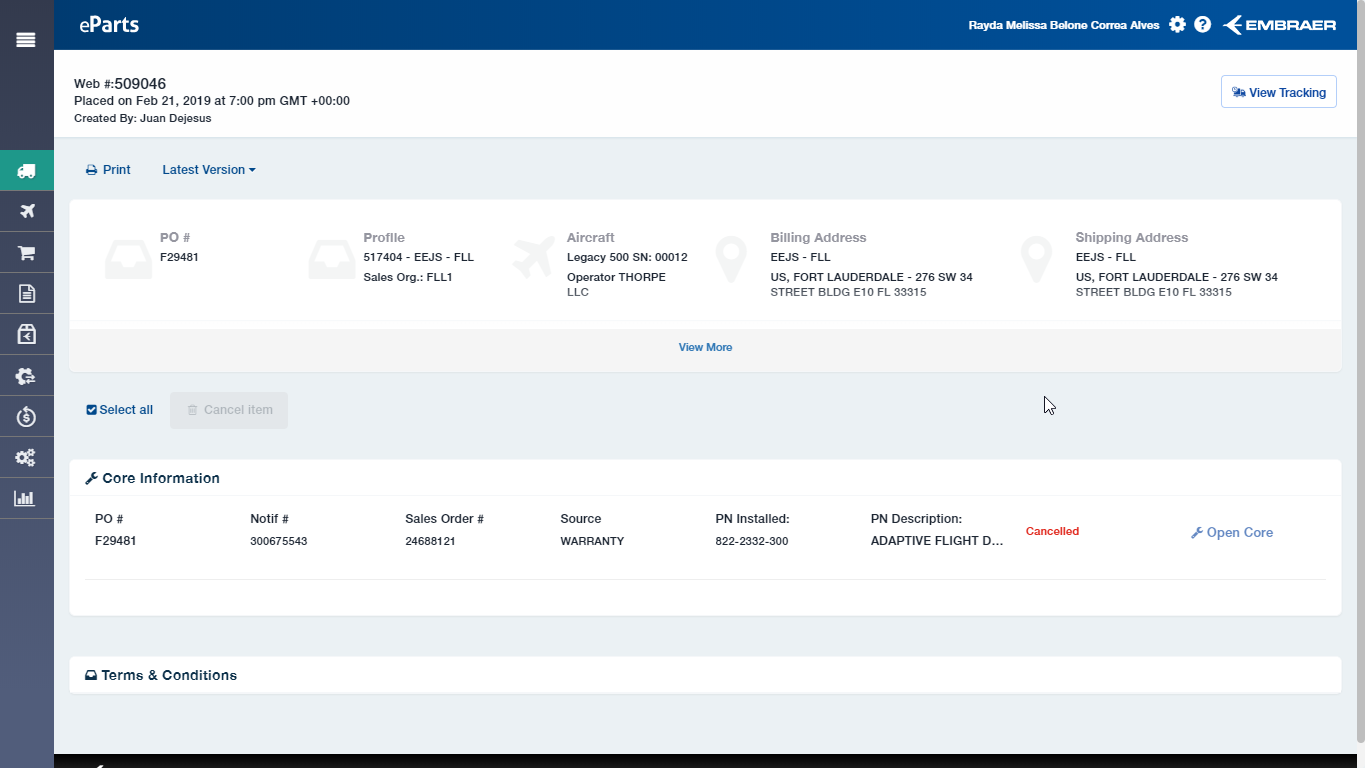 eParts
Rayda Melissa Belone Correa Alves
EMBRAER
Web #:509046
Placed on Feb 21, 2019 at 7:00 pm GMT +00:00
Created By: Juan Dejesus
View Tracking
Print
Latest Version
PO #
F29481
Profile
517404 - EEJS - FLL
Sales Org.: FLL1
Aircraft
Legacy 500 SN: 00012
Operator THORPE
LLC
Billing Address
EEJS - FLL
US, FORT LAUDERDALE - 276 SW 34
STREET BLDG E10 FL 33315
Shipping Address
EEJS - FLL
US, FORT LAUDERDALE - 276 SW 34
STREET BLDG E10 FL 33315
View More
Select all
Cancel item
Core Information
PO #
F29481
Notif #
300675543
Sales Order #
24688121
Source
WARRANTY
PN Installed:
822-2332-300
PN Description:
ADAPTIVE FLIGHT D...
Cancelled
Open Core
Terms & Conditions